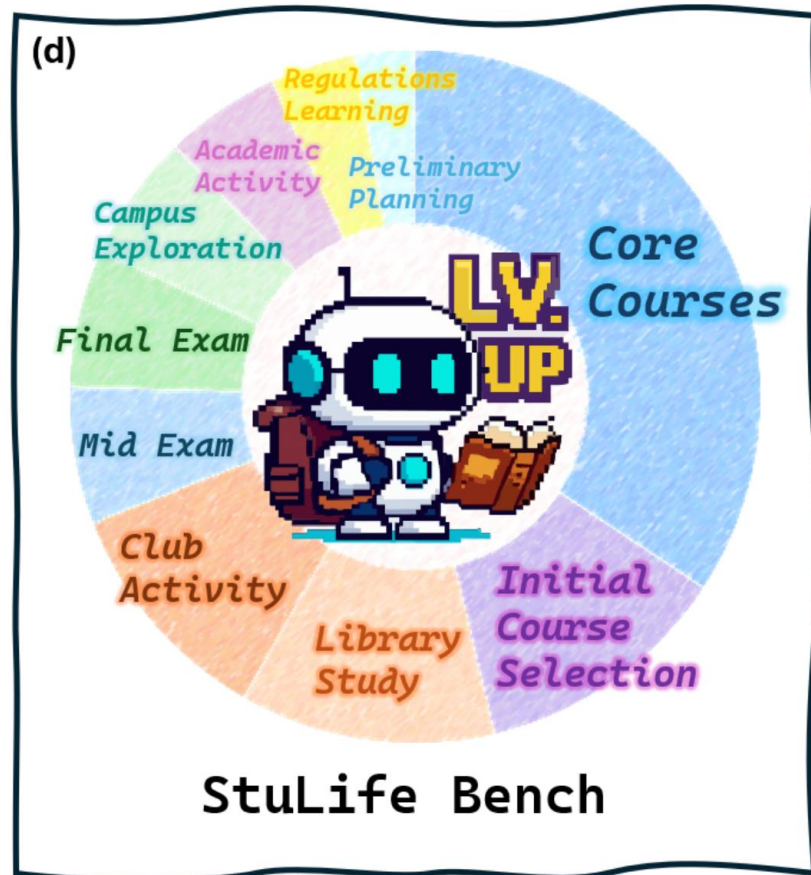 (d)
Regulations
Learning
Academic
Activity
Preliminary
Planning
Campus
Exploration
Core
Courses
LV.
UP
Final Exam
Mid Exam
Club
Activity
Initial
Course
Selection
Library
Study
StuLife Bench